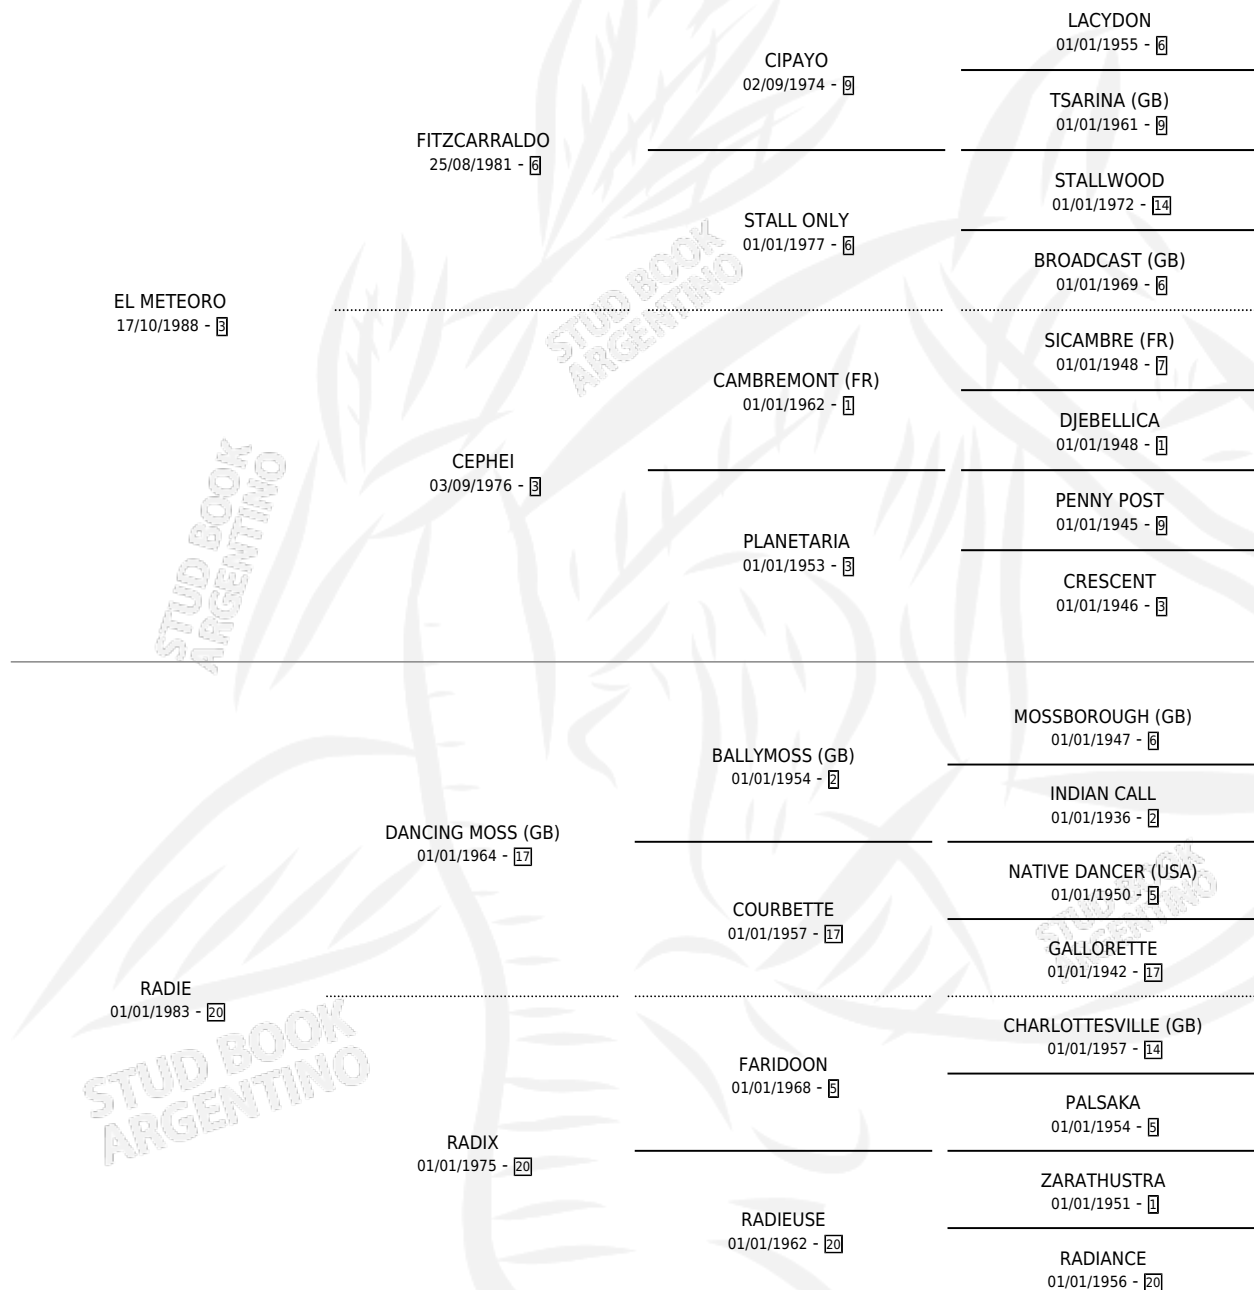 LACYDON
01/01/1955 - 6
CIPAYO
02/09/1974 - 9
TSARINA (GB)
01/01/1961 - 9
FITZCARRALDO
25/08/1981 - 6
STALLWOOD
01/01/1972 - 14
STALL ONLY
01/01/1977 - 6
BROADCAST (GB)
01/01/1969 - 6
EL METEORO
17/10/1988 - 3
STUD BOOK
ARGENTINO
SICAMBRE (FR)
01/01/1948 - 7
CAMBREMONT (FR)
01/01/1962 - 1
DJEBELLICA
01/01/1948 - 1
CEPHEI
03/09/1976 - 3
PENNY POST
01/01/1945 - 9
PLANETARIA
01/01/1953 - 3
CRESCENT
01/01/1946 - 3
STUD BOOK
ARGENTINO
MOSSBOROUGH (GB)
01/01/1947 - 6
BALLYMOSS (GB)
01/01/1954 - 2
INDIAN CALL
01/01/1936 - 2
DANCING MOSS (GB)
01/01/1964 - 17
NATIVE DANCER (USA)
01/01/1950 - 5
COURBETTE
01/01/1957 - 17
GALLORETTE
01/01/1942 - 17
STUD BOOK
ARGENTINO
RADIE
01/01/1983 - 20
CHARLOTTESVILLE (GB)
01/01/1957 - 14
FARIDOON
01/01/1968 - 5
PALSAKA
01/01/1954 - 5
STUD BOOK
ARGENTINO
RADIX
01/01/1975 - 20
ZARATHUSTRA
01/01/1951 - 1
RADIEUSE
01/01/1962 - 20
RADIANCE
01/01/1956 - 20